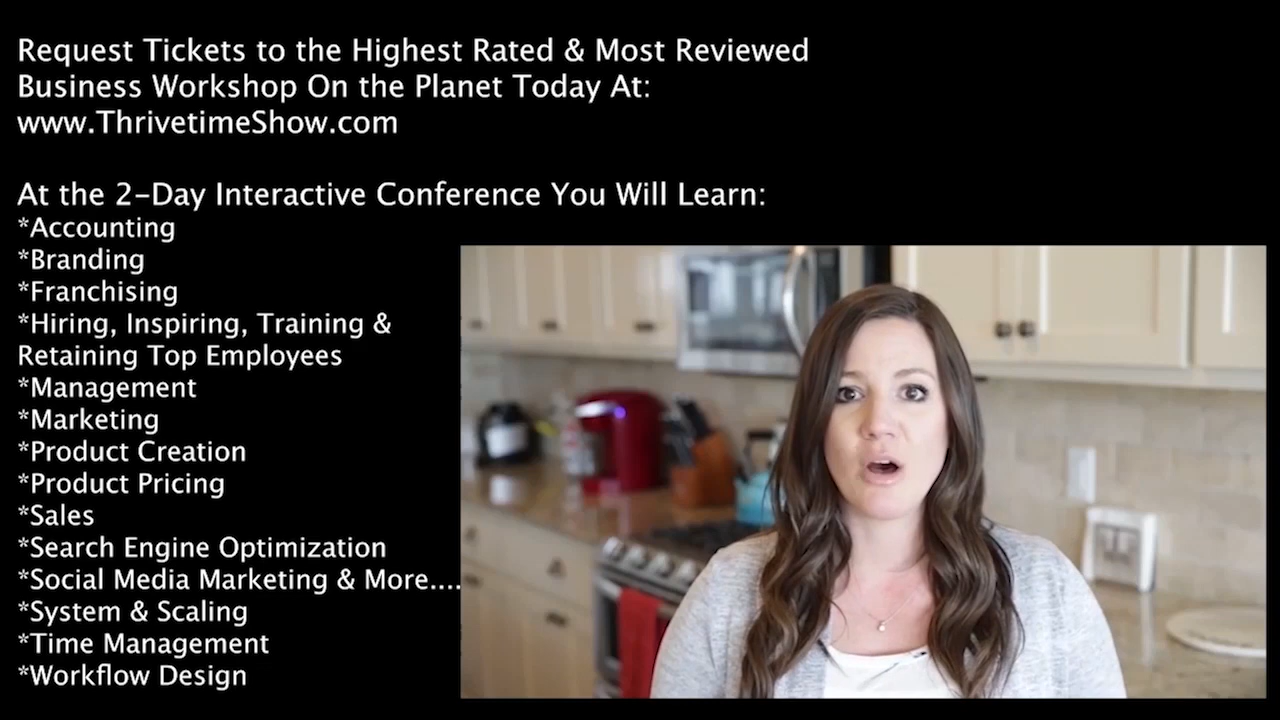 Request Tickets to the Highest Rated & Most Reviewed
Business Workshop On the Planet Today At:
www.ThrivetimeShow.com
At the 2-Day Interactive Conference You Will Learn:
*Accounting
*Branding
*Franchising
*Hiring, Inspiring, Training &
Retaining Top Employees
*Management
*Marketing
*Product Creation
*Product Pricing
*Sales
*Search Engine Optimization
*Social Media Marketing & More....
*System & Scaling
*Time Management
*Workflow Design